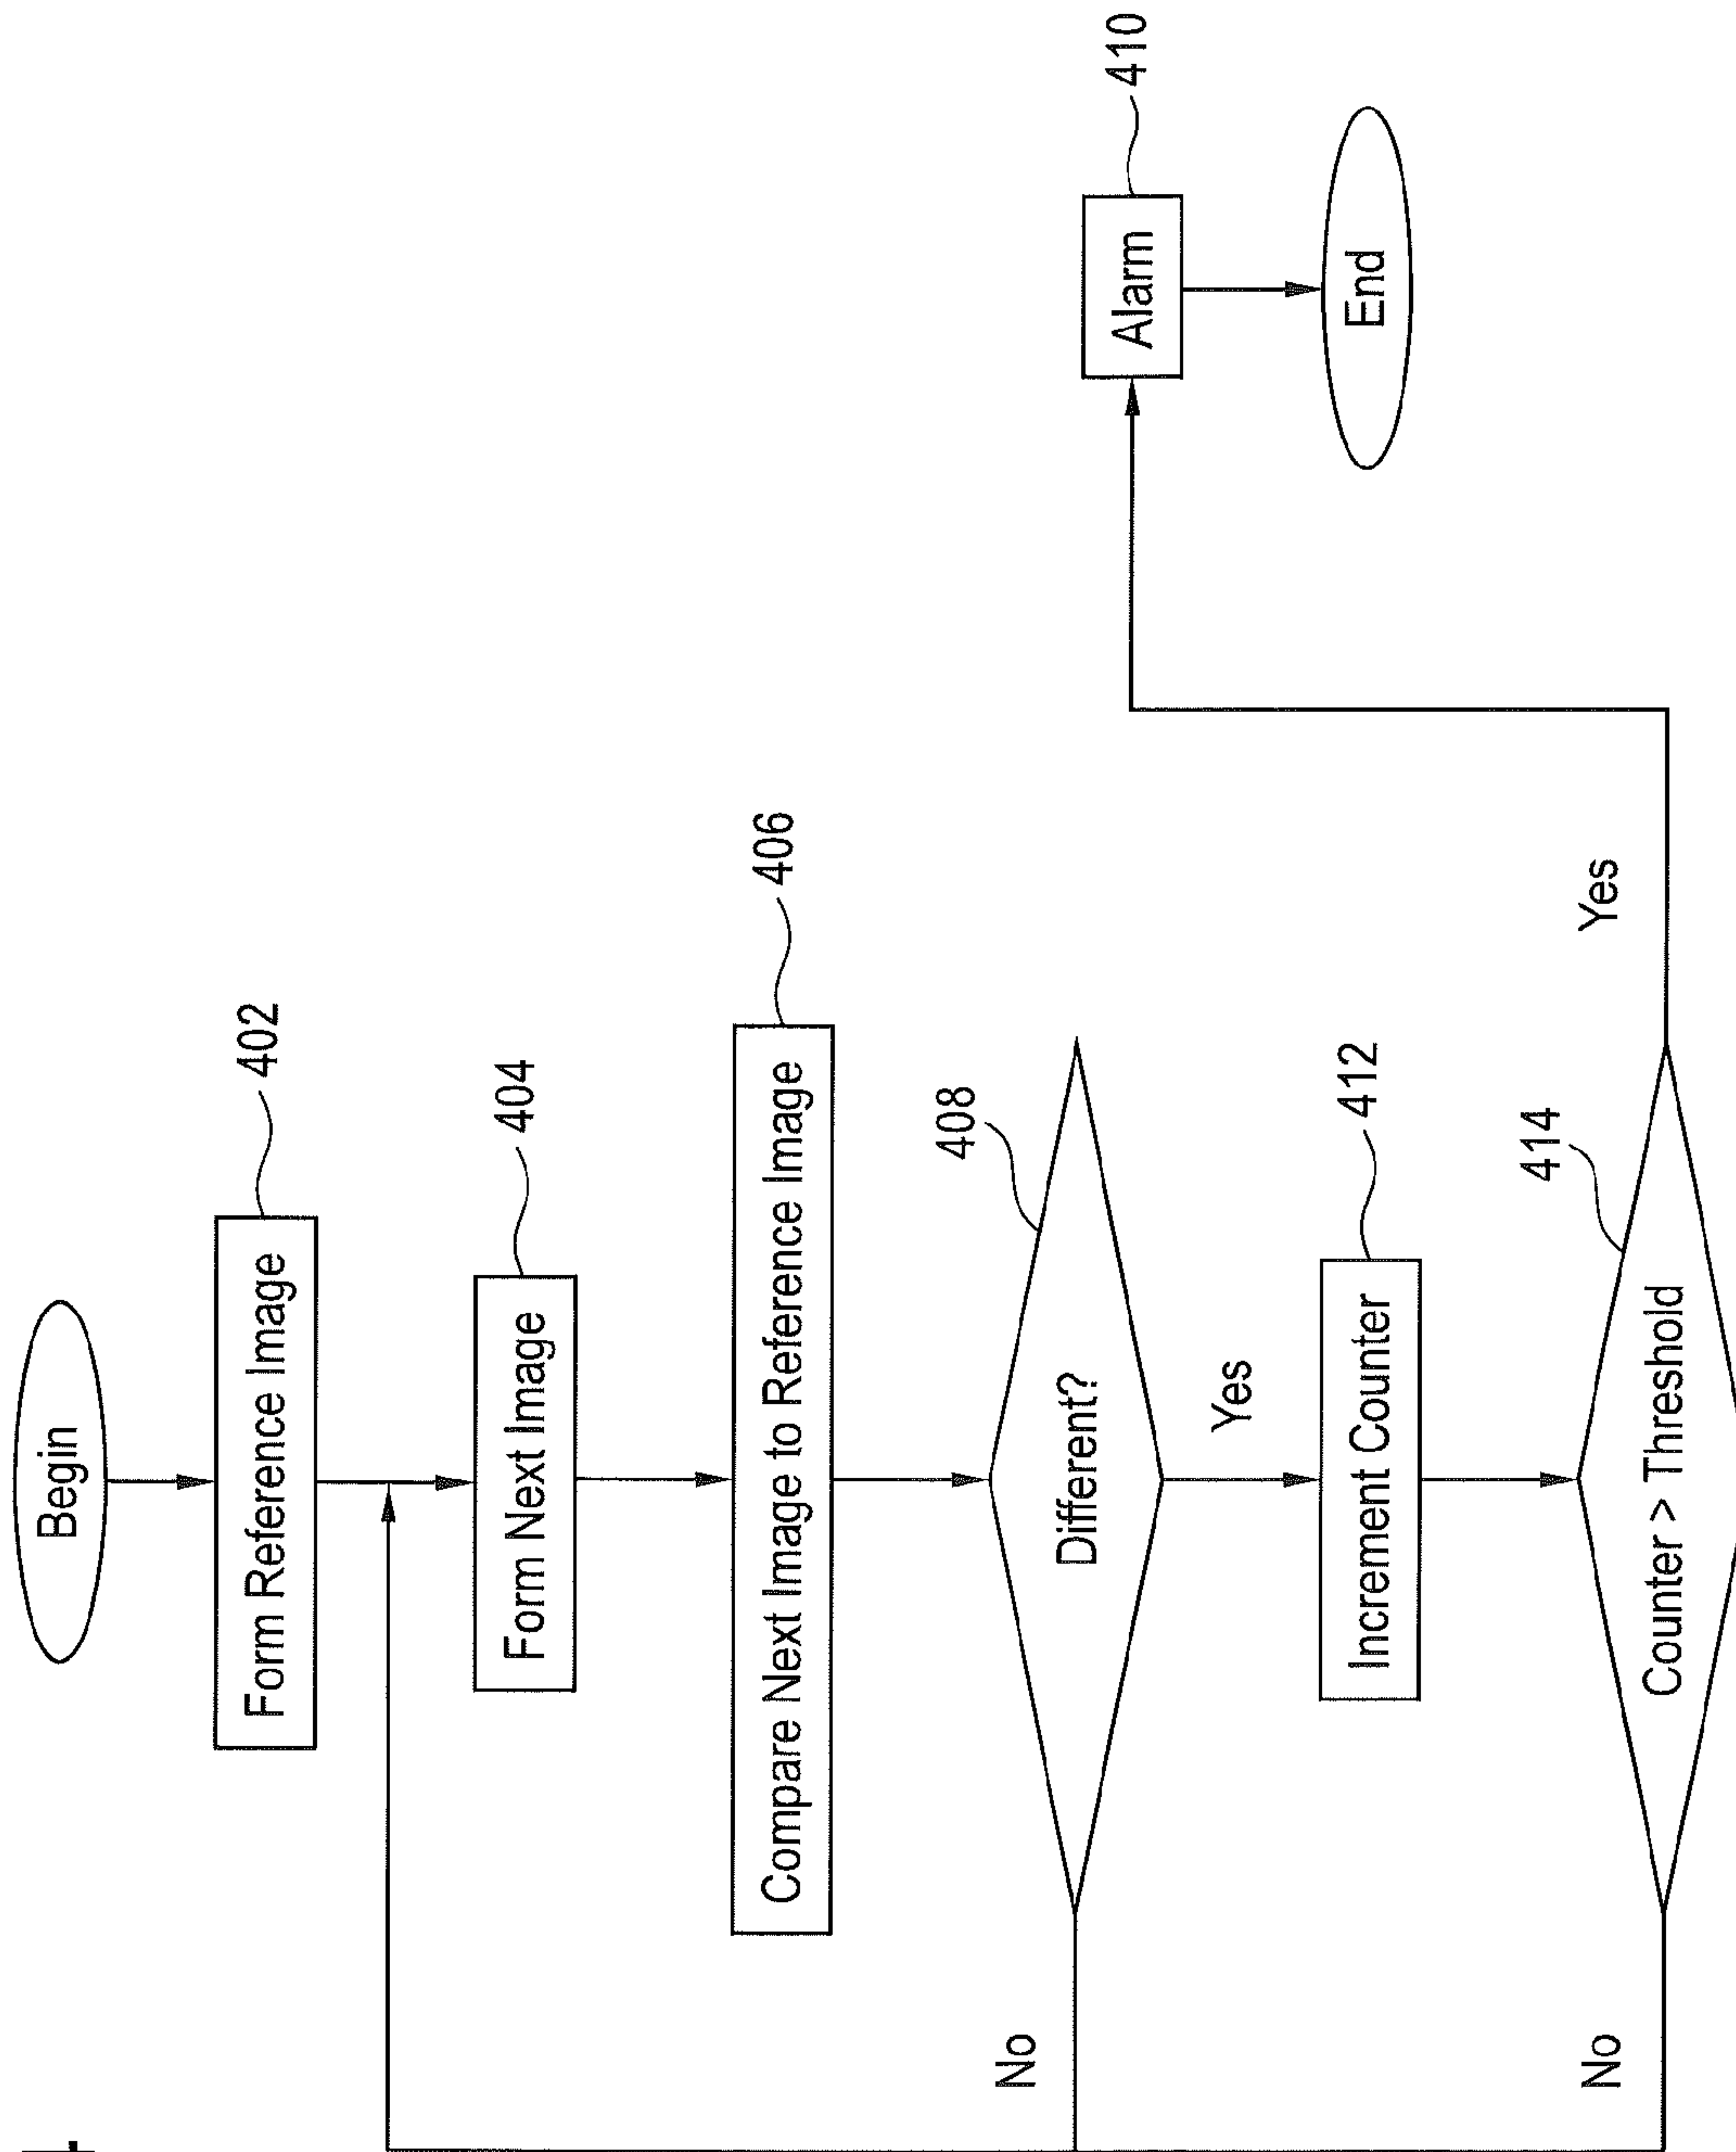 Begin
Form Reference Image
402
Form Next Image
404
Compare Next Image to Reference Image
406
Different?
408
No
Yes
Increment Counter
412
Counter > Threshold
414
No
Yes
Alarm
410
End